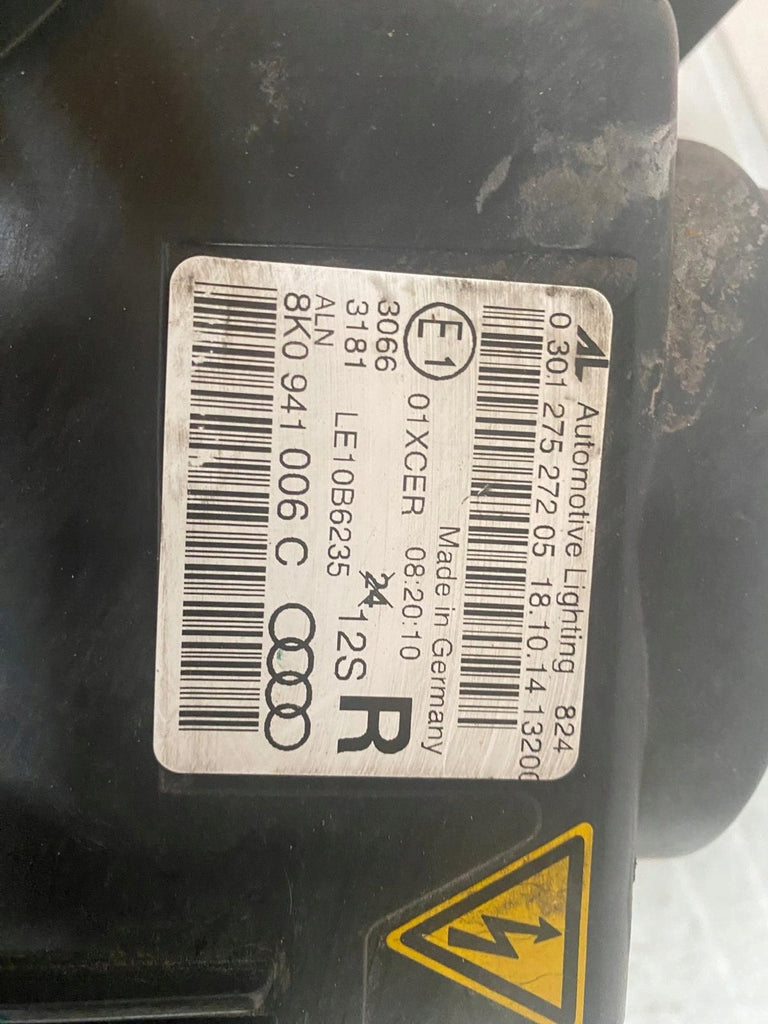 AL Automotive Lighting 824
0 301 275 272 05 18.10.14 1320
Made in Germany
E1 01XCER 08:20:10
3066
3181 LE10B6235 12S R
ALN
8K0 941 006 C